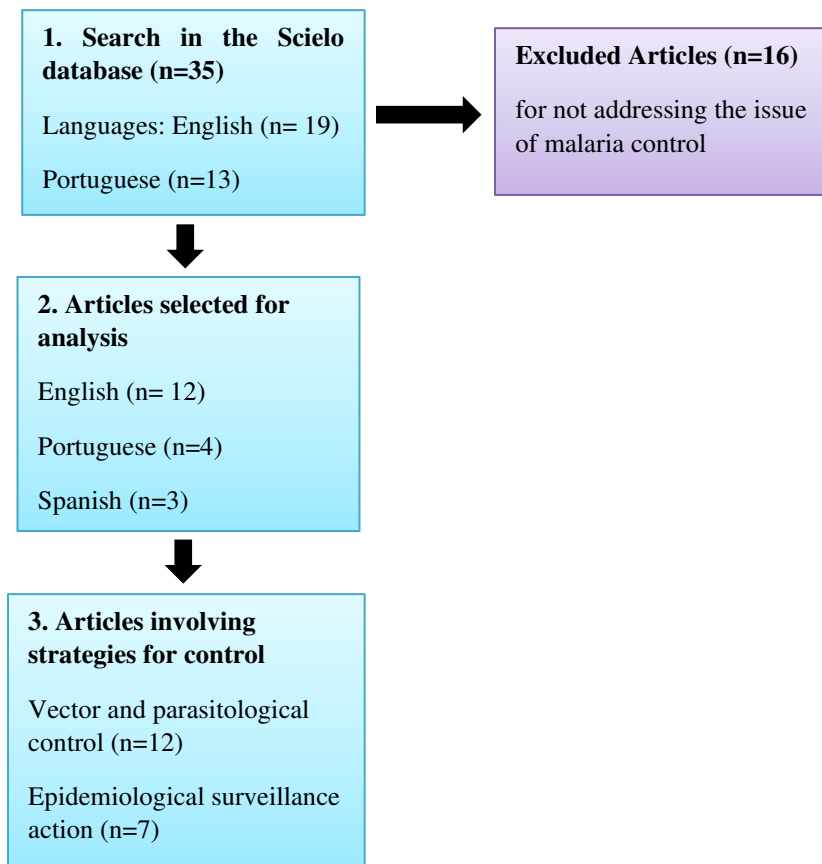 1. Search in the Scielo
database (n=35)
Languages: English (n= 19)
Portuguese (n=13)
Excluded Articles (n=16)
for not addressing the issue
of malaria control
2. Articles selected for
analysis
English (n= 12)
Portuguese (n=4)
Spanish (n=3)
3. Articles involving
strategies for control
Vector and parasitological
control (n=12)
Epidemiological surveillance
action (n=7)